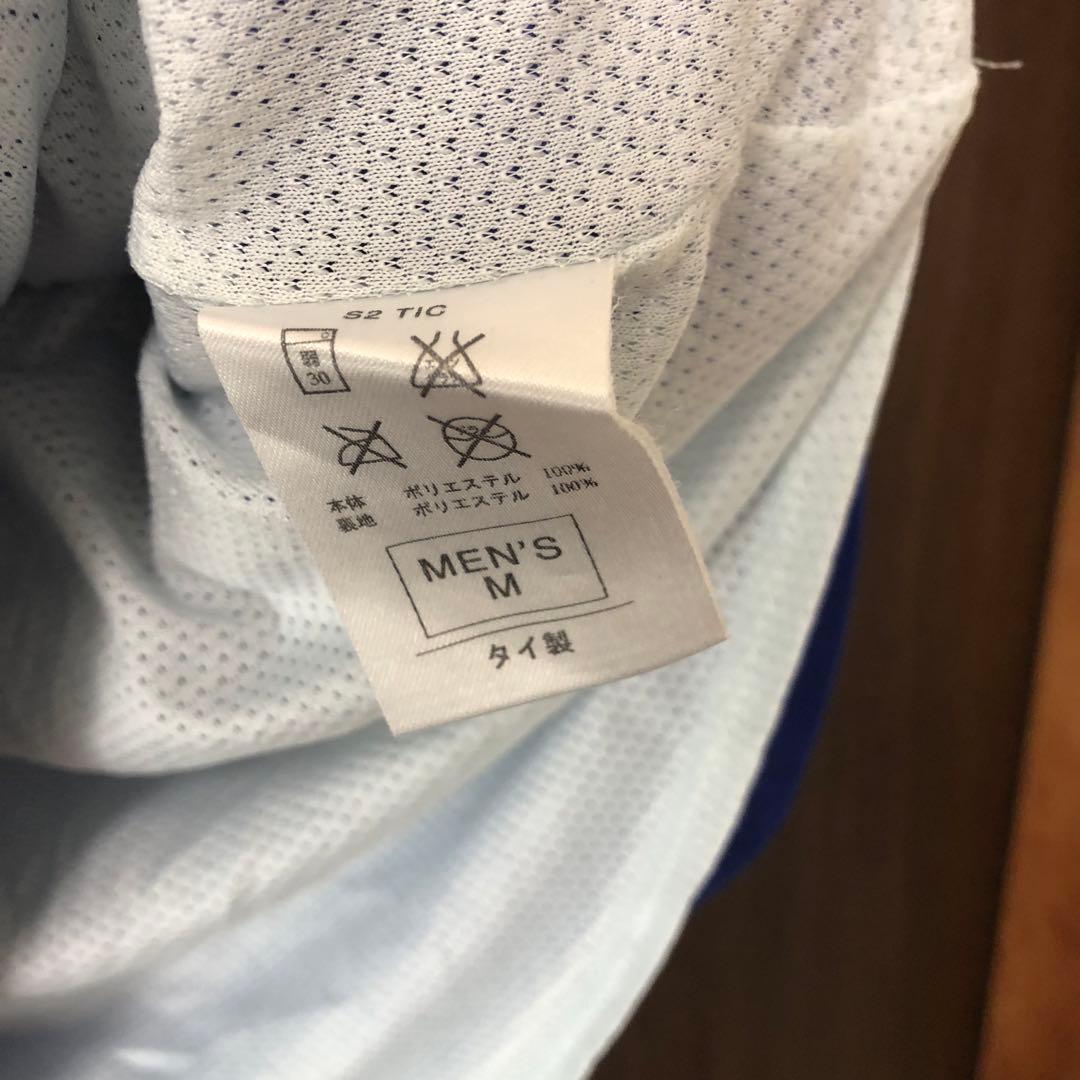 S2 TIC
弱
30
本体 ポリエステル 100%
裏地 ポリエステル 100%
MEN'S
M
タイ製